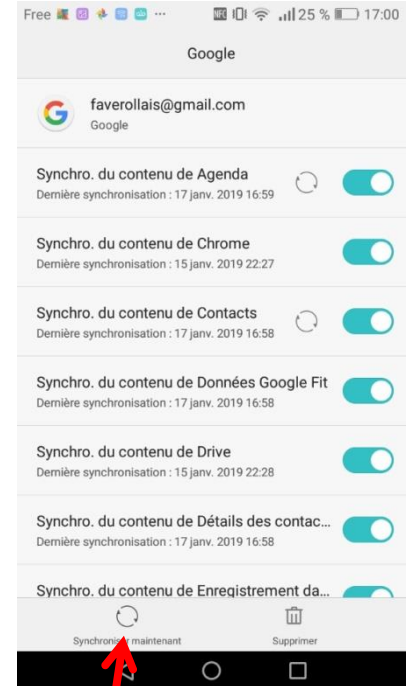 Free ... NFC 25 % 17:00
Google
faverollais@gmail.com
Google
Synchro. du contenu de Agenda
Dernière synchronisation : 17 janv. 2019 16:59
Synchro. du contenu de Chrome
Dernière synchronisation : 15 janv. 2019 22:27
Synchro. du contenu de Contacts
Dernière synchronisation : 17 janv. 2019 16:58
Synchro. du contenu de Données Google Fit
Dernière synchronisation : 17 janv. 2019 16:58
Synchro. du contenu de Drive
Dernière synchronisation : 15 janv. 2019 22:28
Synchro. du contenu de Détails des contac...
Dernière synchronisation : 17 janv. 2019 16:58
Synchro. du contenu de Enregistrement da...
Synchroniser maintenant Supprimer